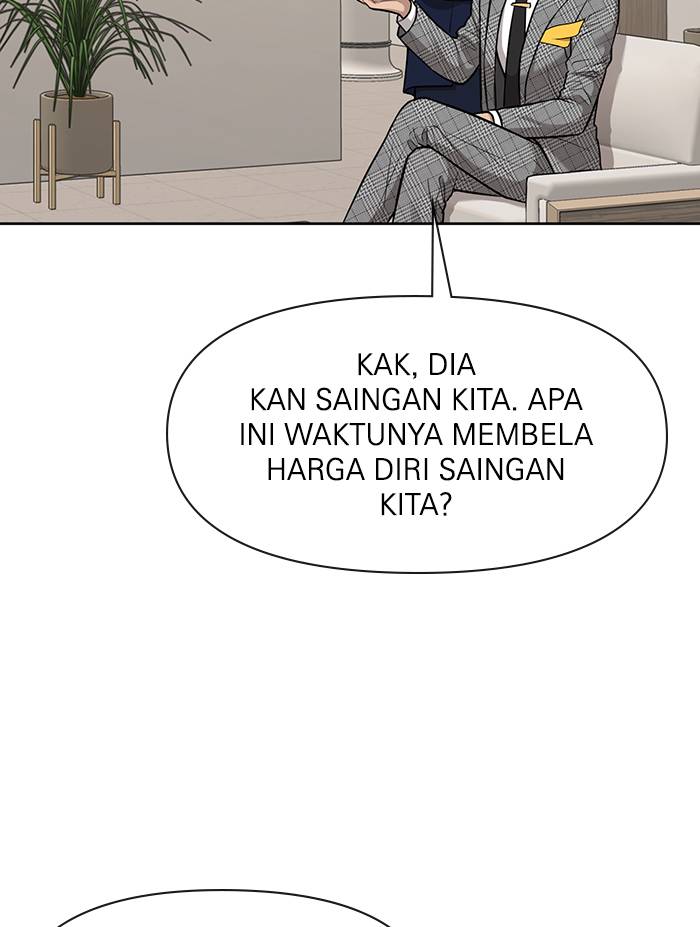 KAK, DIA
KAN SAINGAN KITA. APA
INI WAKTUNYA MEMBELA
HARGA DIRI SAINGAN
KITA?